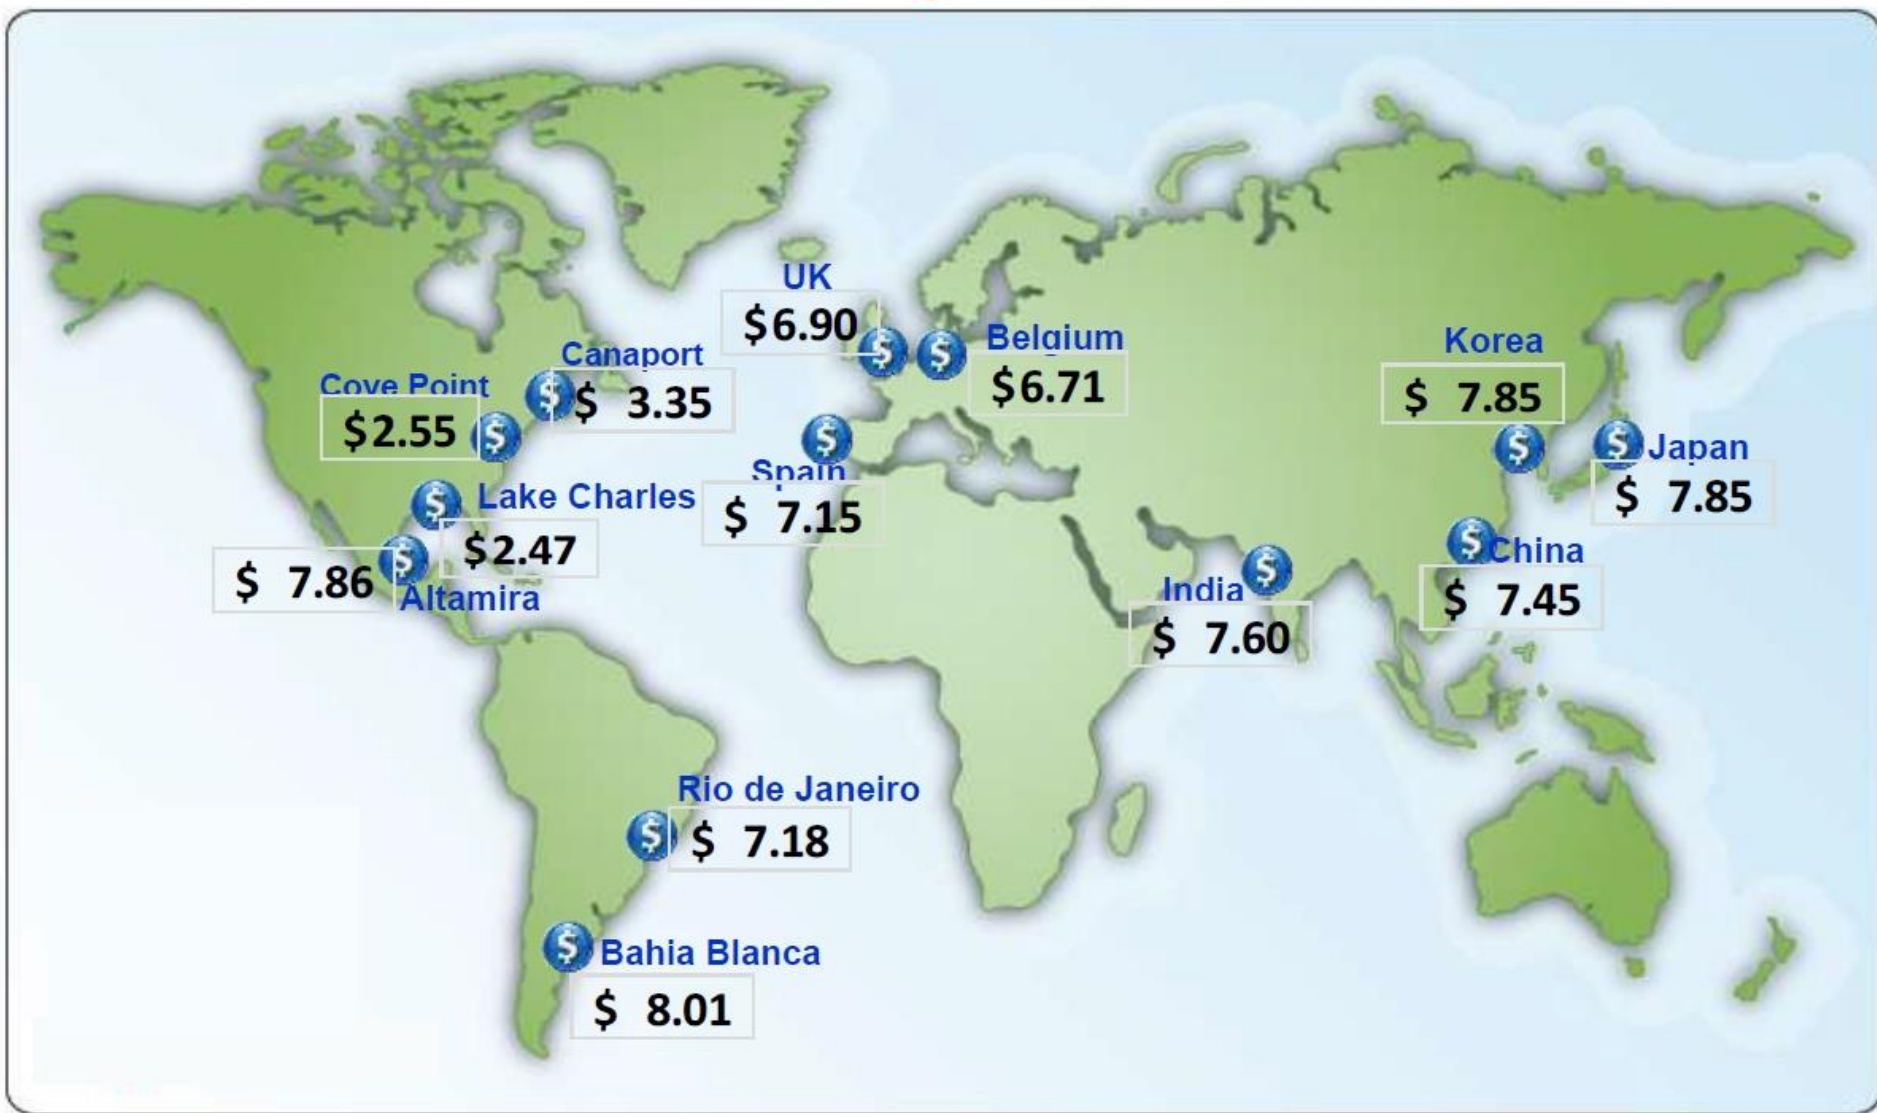 UK
$6.90
Belgium
$6.71
Korea
$ 7.85
Canaport
$ 3.35
Cove Point
$2.55
Japan
$ 7.85
Spain
$ 7.15
Lake Charles
$2.47
$ 7.86
Altamira
China
$ 7.45
India
$ 7.60
Rio de Janeiro
$ 7.18
Bahia Blanca
$ 8.01